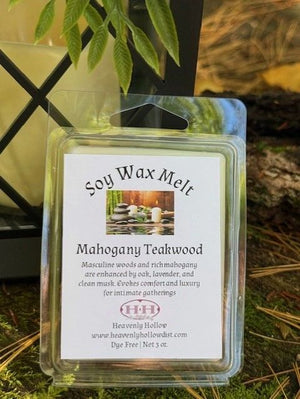 Soy Wax Melt
Mahogany Teakwood
Masculine woods and rich mahogany
are enhanced by oak, lavender, and
clean musk. Evokes comfort and luxury
for intimate gatherings
H·H
Heavenly Hollow
www.heavenlyhollowdist.com
Dye Free | Net 3 oz.